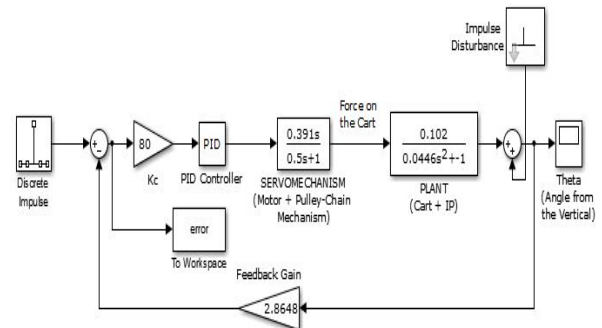 Impulse
Disturbance
Force on
the Cart
80
PID
0.391s
0.5s+1
0.102
0.0446s2+-1
Discrete
Impulse
Kc
PID Controller
SERVOMECHANISM
(Motor + Pulley-Chain
Mechanism)
PLANT
(Cart + IP)
Theta
(Angle from
the Vertical)
error
To Workspace
Feedback Gain
2.8648